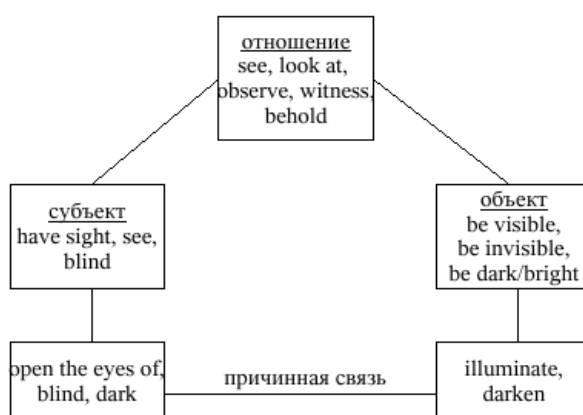 отношение
see, look at,
observe, witness,
behold
субъект
have sight, see,
blind
объект
be visible,
be invisible,
be dark/bright
open the eyes of,
blind, dark
причинная связь
illuminate,
darken